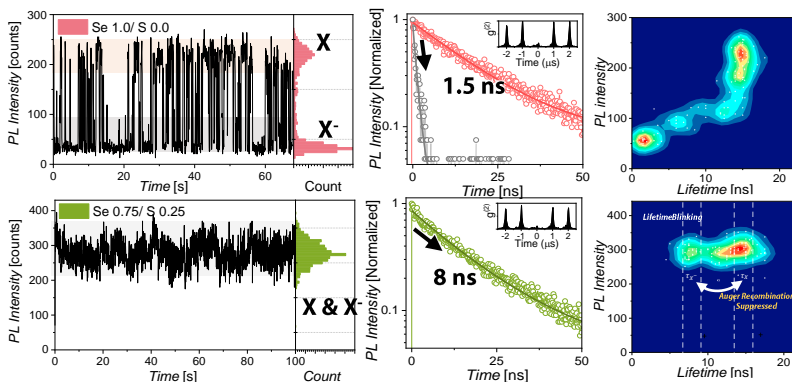 Se 1.0/ S 0.0
X
X-
PL Intensity [counts]
300
200
100
0
0 20 40 60
Time [s]
Count
PL Intensity [Normalized]
1
0.1
0 25 50
Time [ns]
1.5 ns
g(2)
-2 -1 0 1 2
Time (µS)
PL intensity
300
200
100
0
0 10 20
Lifetime [ns]
Se 0.75/ S 0.25
X & X-
PL Intensity [counts]
400
300
200
100
0
0 20 40 60 80 100
Time [s]
Count
PL Intensity [Normalized]
1
0.1
0 25 50
Time [ns]
8 ns
g(2)
-2 -1 0 1 2
Time (µS)
LifetimeBlinking
τX
Auger Recombination
Suppressed
PL Intensity
400
300
200
100
0
0 10 20
Lifetime [ns]